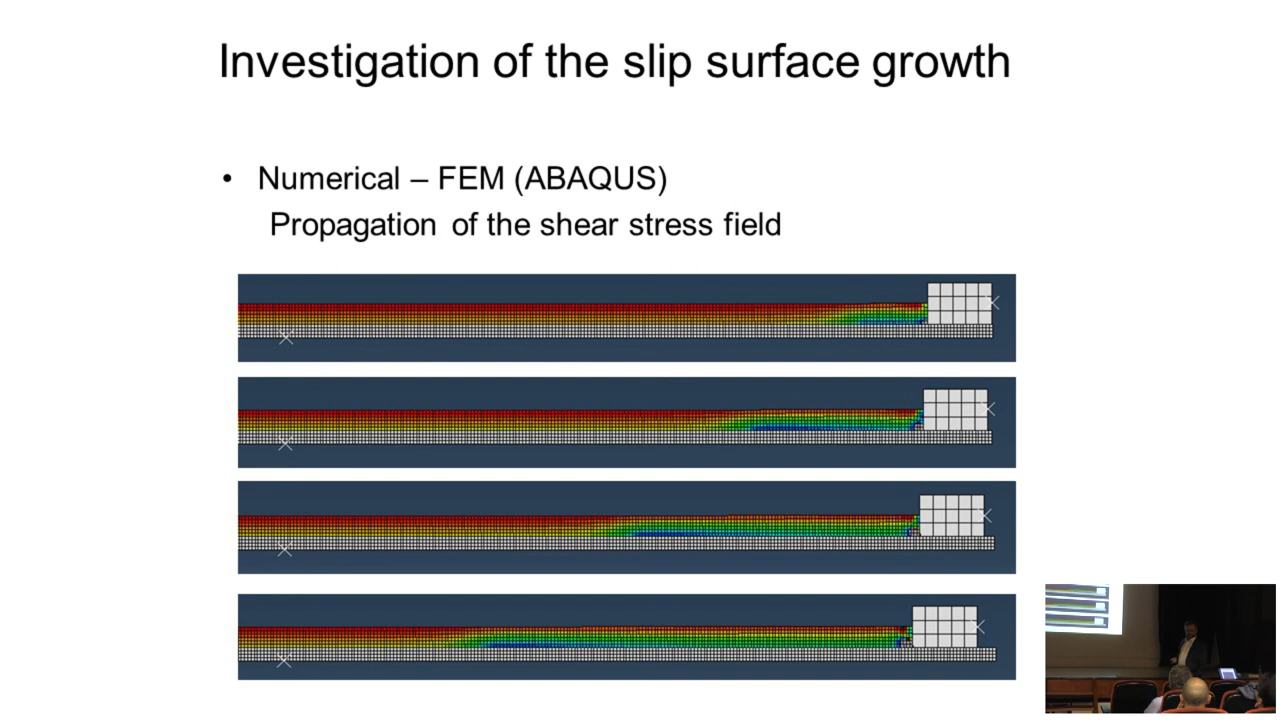 Investigation of the slip surface growth
• Numerical – FEM (ABAQUS)
Propagation of the shear stress field